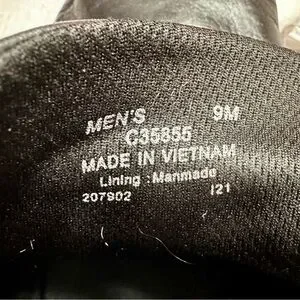 MEN'S 9M
C35855
MADE IN VIETNAM
Lining : Manmade
207902 I21